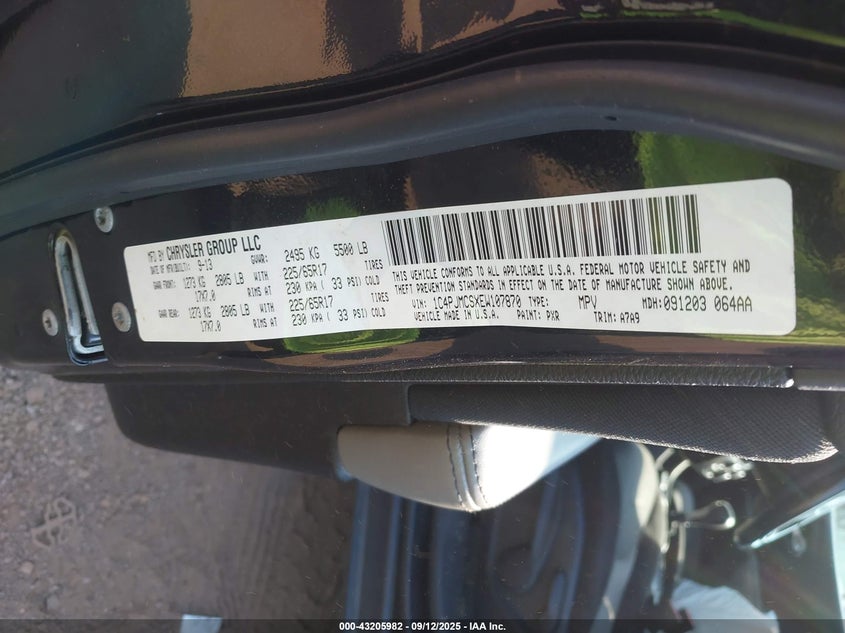 MFD BY CHRYSLER GROUP LLC
DATE OF MFR(BUILT): 9-13 GVWR: 2495 KG 5500 LB
GAWR FRONT: 1273 KG 2805 LB WITH 225/65R17 TIRES
17X7.0 RIMS AT 230 KPA ( 33 PSI) COLD
GAWR REAR: 1273 KG 2805 LB WITH 225/65R17 TIRES
17X7.0 RIMS AT 230 KPA ( 33 PSI) COLD
THIS VEHICLE CONFORMS TO ALL APPLICABLE U.S.A. FEDERAL MOTOR VEHICLE SAFETY AND
THEFT PREVENTION STANDARDS IN EFFECT ON THE DATE OF MANUFACTURE SHOWN ABOVE.
VIN: 1C4PJMCSXEW107870 TYPE: MPV MDH: 091203 064AA
MADE IN U.S.A. PAINT: PXR TRIM: A7A9
000-43205982 - 09/12/2025 - IAA Inc.